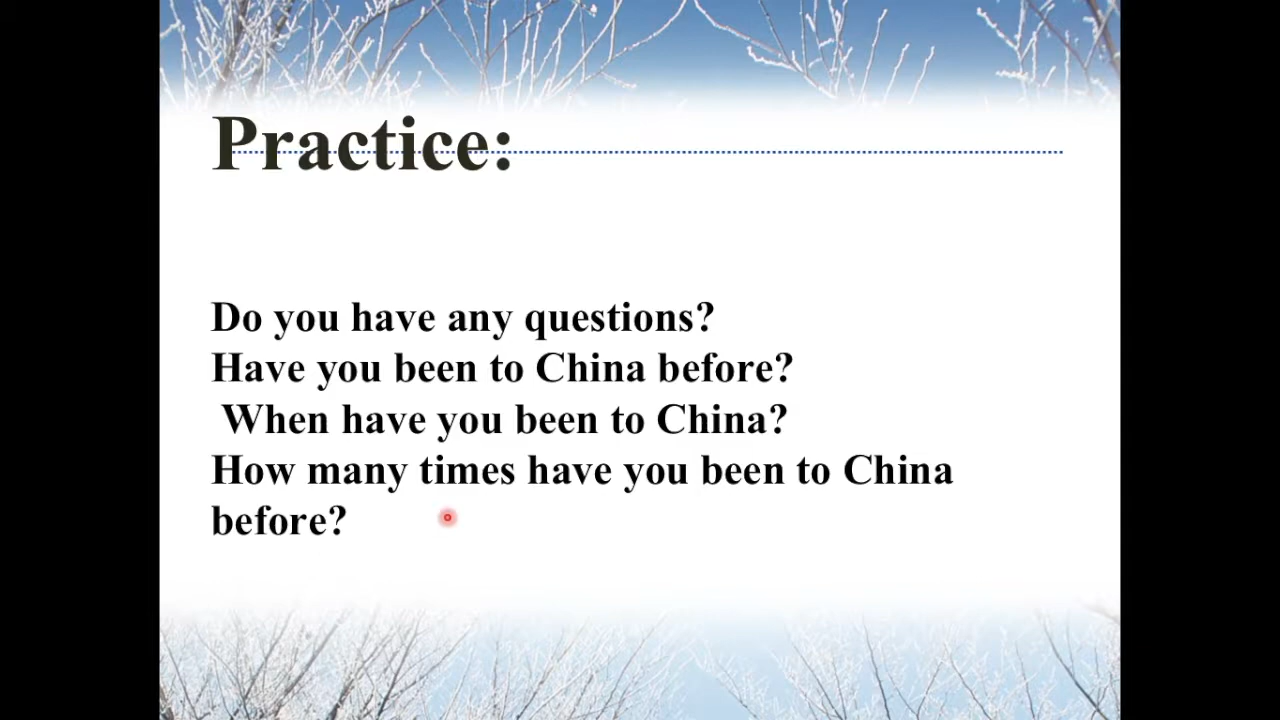 Practice:
Do you have any questions?
Have you been to China before?
When have you been to China?
How many times have you been to China
before?